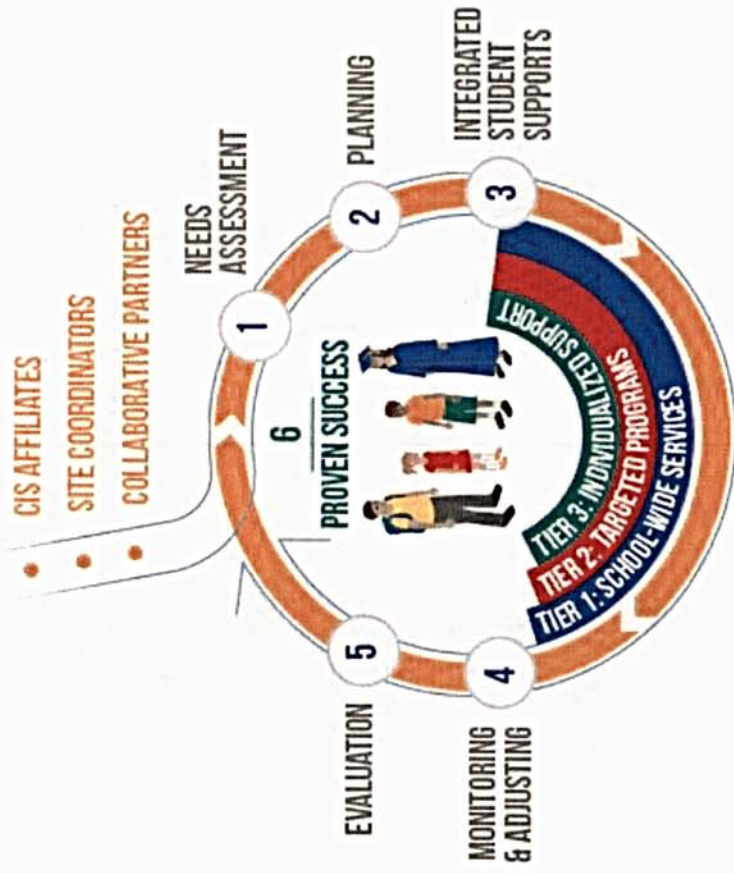 CIS AFFILIATES
SITE COORDINATORS
COLLABORATIVE PARTNERS
1
NEEDS
ASSESSMENT
2
PLANNING
3
INTEGRATED
STUDENT
SUPPORTS
4
MONITORING
& ADJUSTING
5
EVALUATION
6
PROVEN SUCCESS
TIER 3: INDIVIDUALIZED SUPPORT
TIER 2: TARGETED PROGRAMS
TIER 1: SCHOOL-WIDE SERVICES